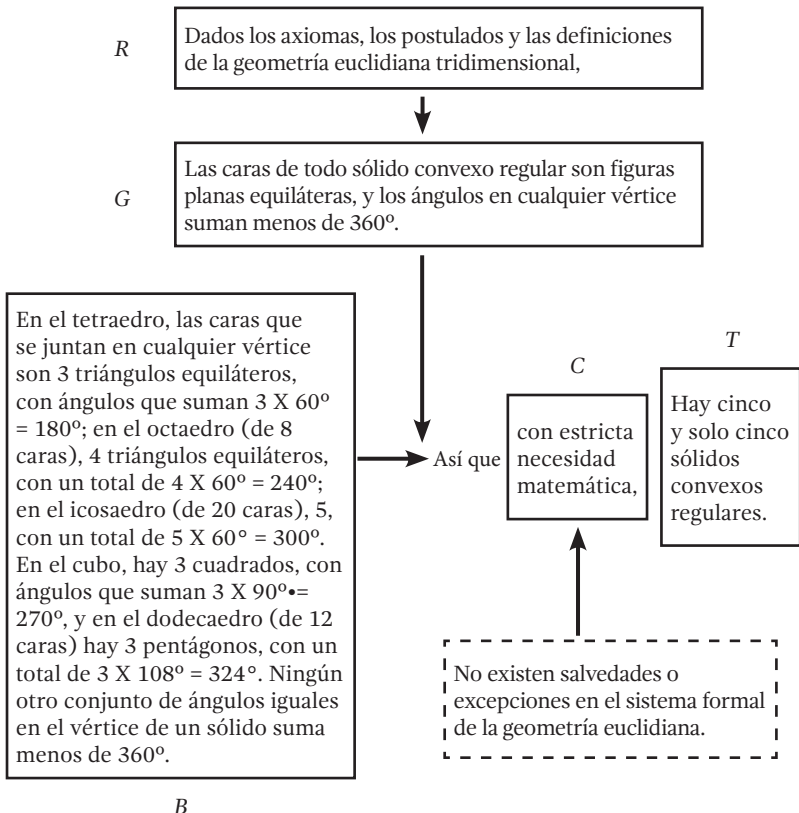 R
Dados los axiomas, los postulados y las definiciones
de la geometría euclidiana tridimensional,
G
Las caras de todo sólido convexo regular son figuras
planas equiláteras, y los ángulos en cualquier vértice
suman menos de 360º.
En el tetraedro, las caras que
se juntan en cualquier vértice
son 3 triángulos equiláteros,
con ángulos que suman 3 X 60º
= 180º; en el octaedro (de 8
caras), 4 triángulos equiláteros,
con un total de 4 X 60º = 240º;
en el icosaedro (de 20 caras), 5,
con un total de 5 X 60° = 300º.
En el cubo, hay 3 cuadrados, con
ángulos que suman 3 X 90º•=
270º, y en el dodecaedro (de 12
caras) hay 3 pentágonos, con un
total de 3 X 108º = 324°. Ningún
otro conjunto de ángulos iguales
en el vértice de un sólido suma
menos de 360º.
B
Así que
C
con estricta
necesidad
matemática,
T
Hay cinco
y solo cinco
sólidos
convexos
regulares.
No existen salvedades o
excepciones en el sistema formal
de la geometría euclidiana.